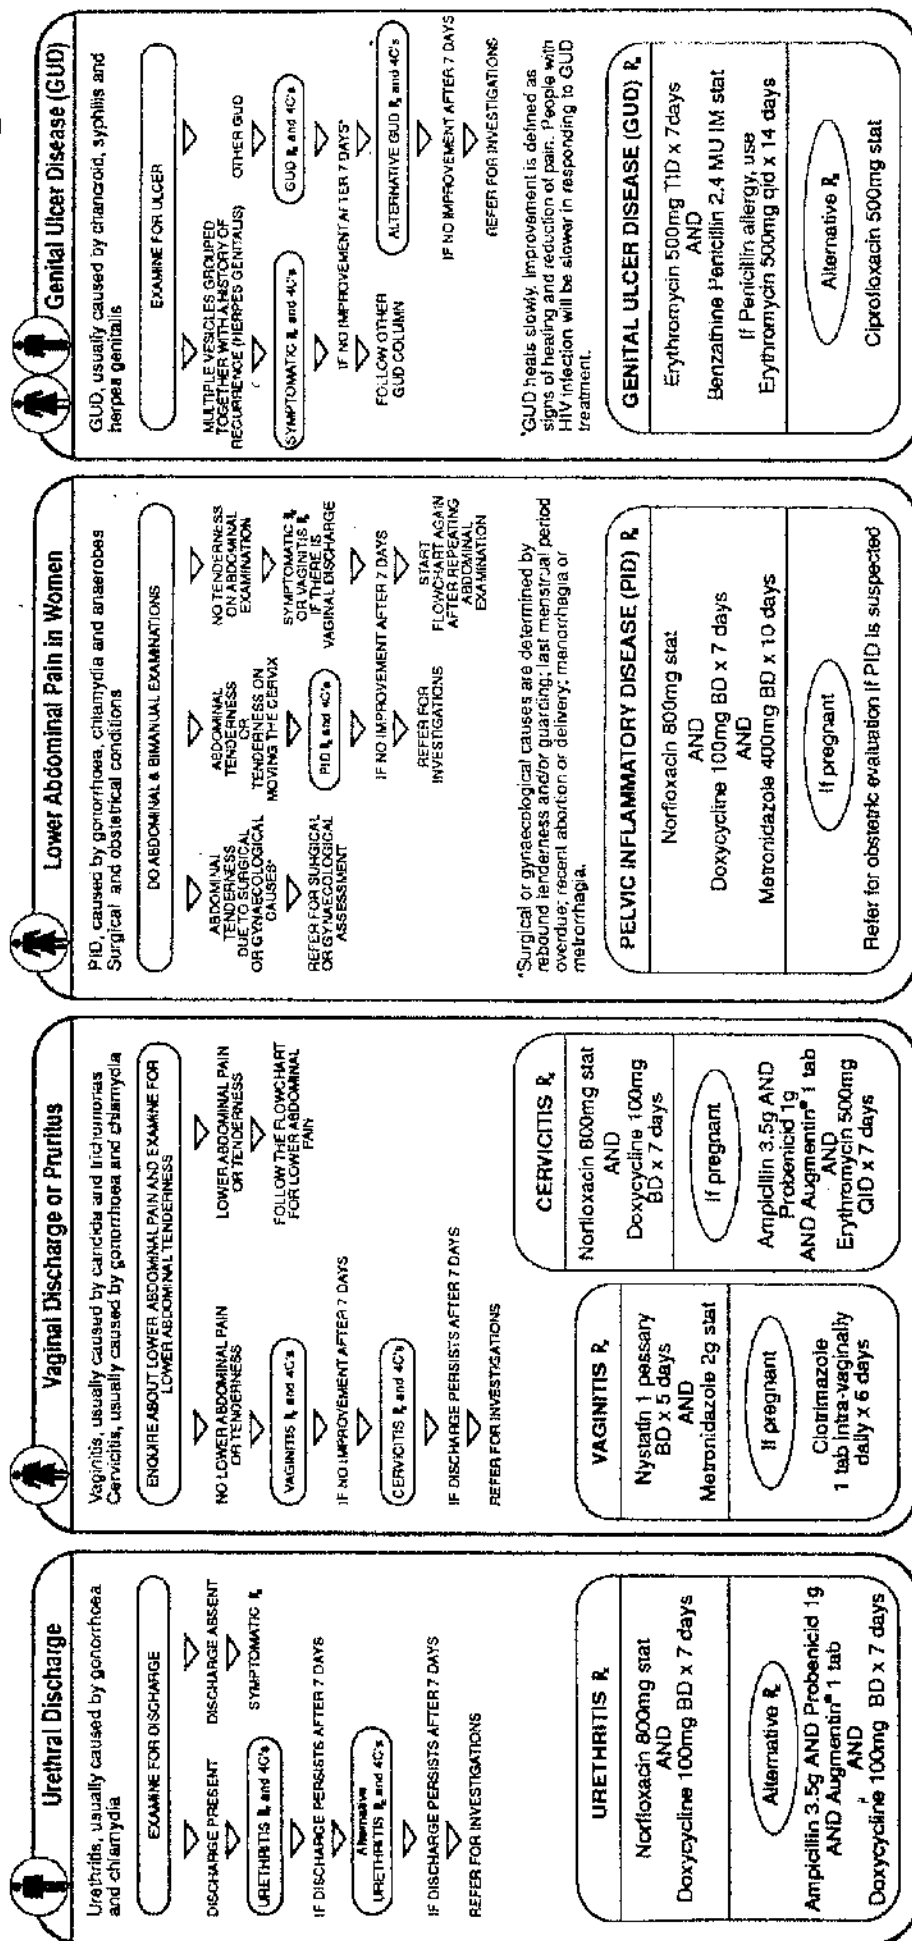 Urethral Discharge
Urethritis, usually caused by gonorrhoea
and chlamydia
EXAMINE FOR DISCHARGE
DISCHARGE PRESENT
DISCHARGE ABSENT
URETHRITIS ℞ and 4C's
SYMPTOMATIC ℞
IF DISCHARGE PERSISTS AFTER 7 DAYS
Alternative
URETHRITIS ℞ and 4C's
IF DISCHARGE PERSISTS AFTER 7 DAYS
REFER FOR INVESTIGATIONS
URETHRITIS ℞
Norfloxacin 800mg stat
AND
Doxycycline 100mg BD x 7 days
Alternative ℞
Ampicillin 3.5g AND Probenicid 1g
AND Augmentin® 1 tab
AND
Doxycycline 100mg BD x 7 days
Vaginal Discharge or Pruritus
Vaginitis, usually caused by candida and trichomonas
Cervicitis, usually caused by gonorrhoea and chlamydia
ENQUIRE ABOUT LOWER ABDOMINAL PAIN AND EXAMINE FOR
LOWER ABDOMINAL TENDERNESS
NO LOWER ABDOMINAL PAIN
OR TENDERNESS
LOWER ABDOMINAL PAIN
OR TENDERNESS
VAGINITIS ℞ and 4C's
FOLLOW THE FLOWCHART
FOR LOWER ABDOMINAL
PAIN
IF NO IMPROVEMENT AFTER 7 DAYS
CERVICITIS ℞ and 4C's
IF DISCHARGE PERSISTS AFTER 7 DAYS
REFER FOR INVESTIGATIONS
VAGINITIS ℞
Nystatin 1 pessary
BD x 5 days
AND
Metronidazole 2g stat
If pregnant
Clotrimazole
1 tab intra-vaginally
daily x 6 days
CERVICITIS ℞
Norfloxacin 800mg stat
AND
Doxycycline 100mg
BD x 7 days
If pregnant
Ampicillin 3.5g AND
Probenicid 1g
AND Augmentin® 1 tab
AND
Erythromycin 500mg
QID x 7 days
Lower Abdominal Pain in Women
PID, caused by gonorrhoea, chlamydia and anaerobes
Surgical and obstetrical conditions
DO ABDOMINAL & BIMANUAL EXAMINATIONS
ABDOMINAL
TENDERNESS
DUE TO SURGICAL
OR GYNAECOLOGICAL
CAUSES*
ABDOMINAL
TENDERNESS
OR
TENDERNESS ON
MOVING THE CERVIX
NO TENDERNESS
ON ABDOMINAL
EXAMINATION
REFER FOR SURGICAL
OR GYNAECOLOGICAL
ASSESSMENT
PID ℞ and 4C's
SYMPTOMATIC ℞
OR VAGINITIS ℞
IF THERE IS
VAGINAL DISCHARGE
IF NO IMPROVEMENT AFTER 7 DAYS
REFER FOR
INVESTIGATIONS
START
FLOWCHART AGAIN
AFTER REPEATING
ABDOMINAL
EXAMINATION
*Surgical or gynaecological causes are determined by
rebound tenderness and/or guarding; last menstrual period
overdue; recent abortion or delivery; menorrhagia or
metrorrhagia.
PELVIC INFLAMMATORY DISEASE (PID) ℞
Norfloxacin 800mg stat
AND
Doxycycline 100mg BD x 7 days
AND
Metronidazole 400mg BD x 10 days
If pregnant
Refer for obstetric evaluation if PID is suspected
Genital Ulcer Disease (GUD)
GUD, usually caused by chancroid, syphilis and
herpes genitalis
EXAMINE FOR ULCER
MULTIPLE VESICLES GROUPED
TOGETHER WITH A HISTORY OF
RECURRENCE (HERPES GENITALIS)
OTHER GUD
SYMPTOMATIC ℞ and 4C's
GUD ℞ and 4C's
IF NO IMPROVEMENT AFTER 7 DAYS*
FOLLOW OTHER
GUD COLUMN
ALTERNATIVE GUD ℞ and 4C's
IF NO IMPROVEMENT AFTER 7 DAYS
REFER FOR INVESTIGATIONS
*GUD heals slowly, improvement is defined as
signs of healing and reduction of pain. People with
HIV infection will be slower in responding to GUD
treatment.
GENITAL ULCER DISEASE (GUD) ℞
Erythromycin 500mg TID x 7days
AND
Benzathine Penicillin 2.4 MU IM stat
If Penicillin allergy, use
Erythromycin 500mg qid x 14 days
Alternative ℞
Ciprofloxacin 500mg stat